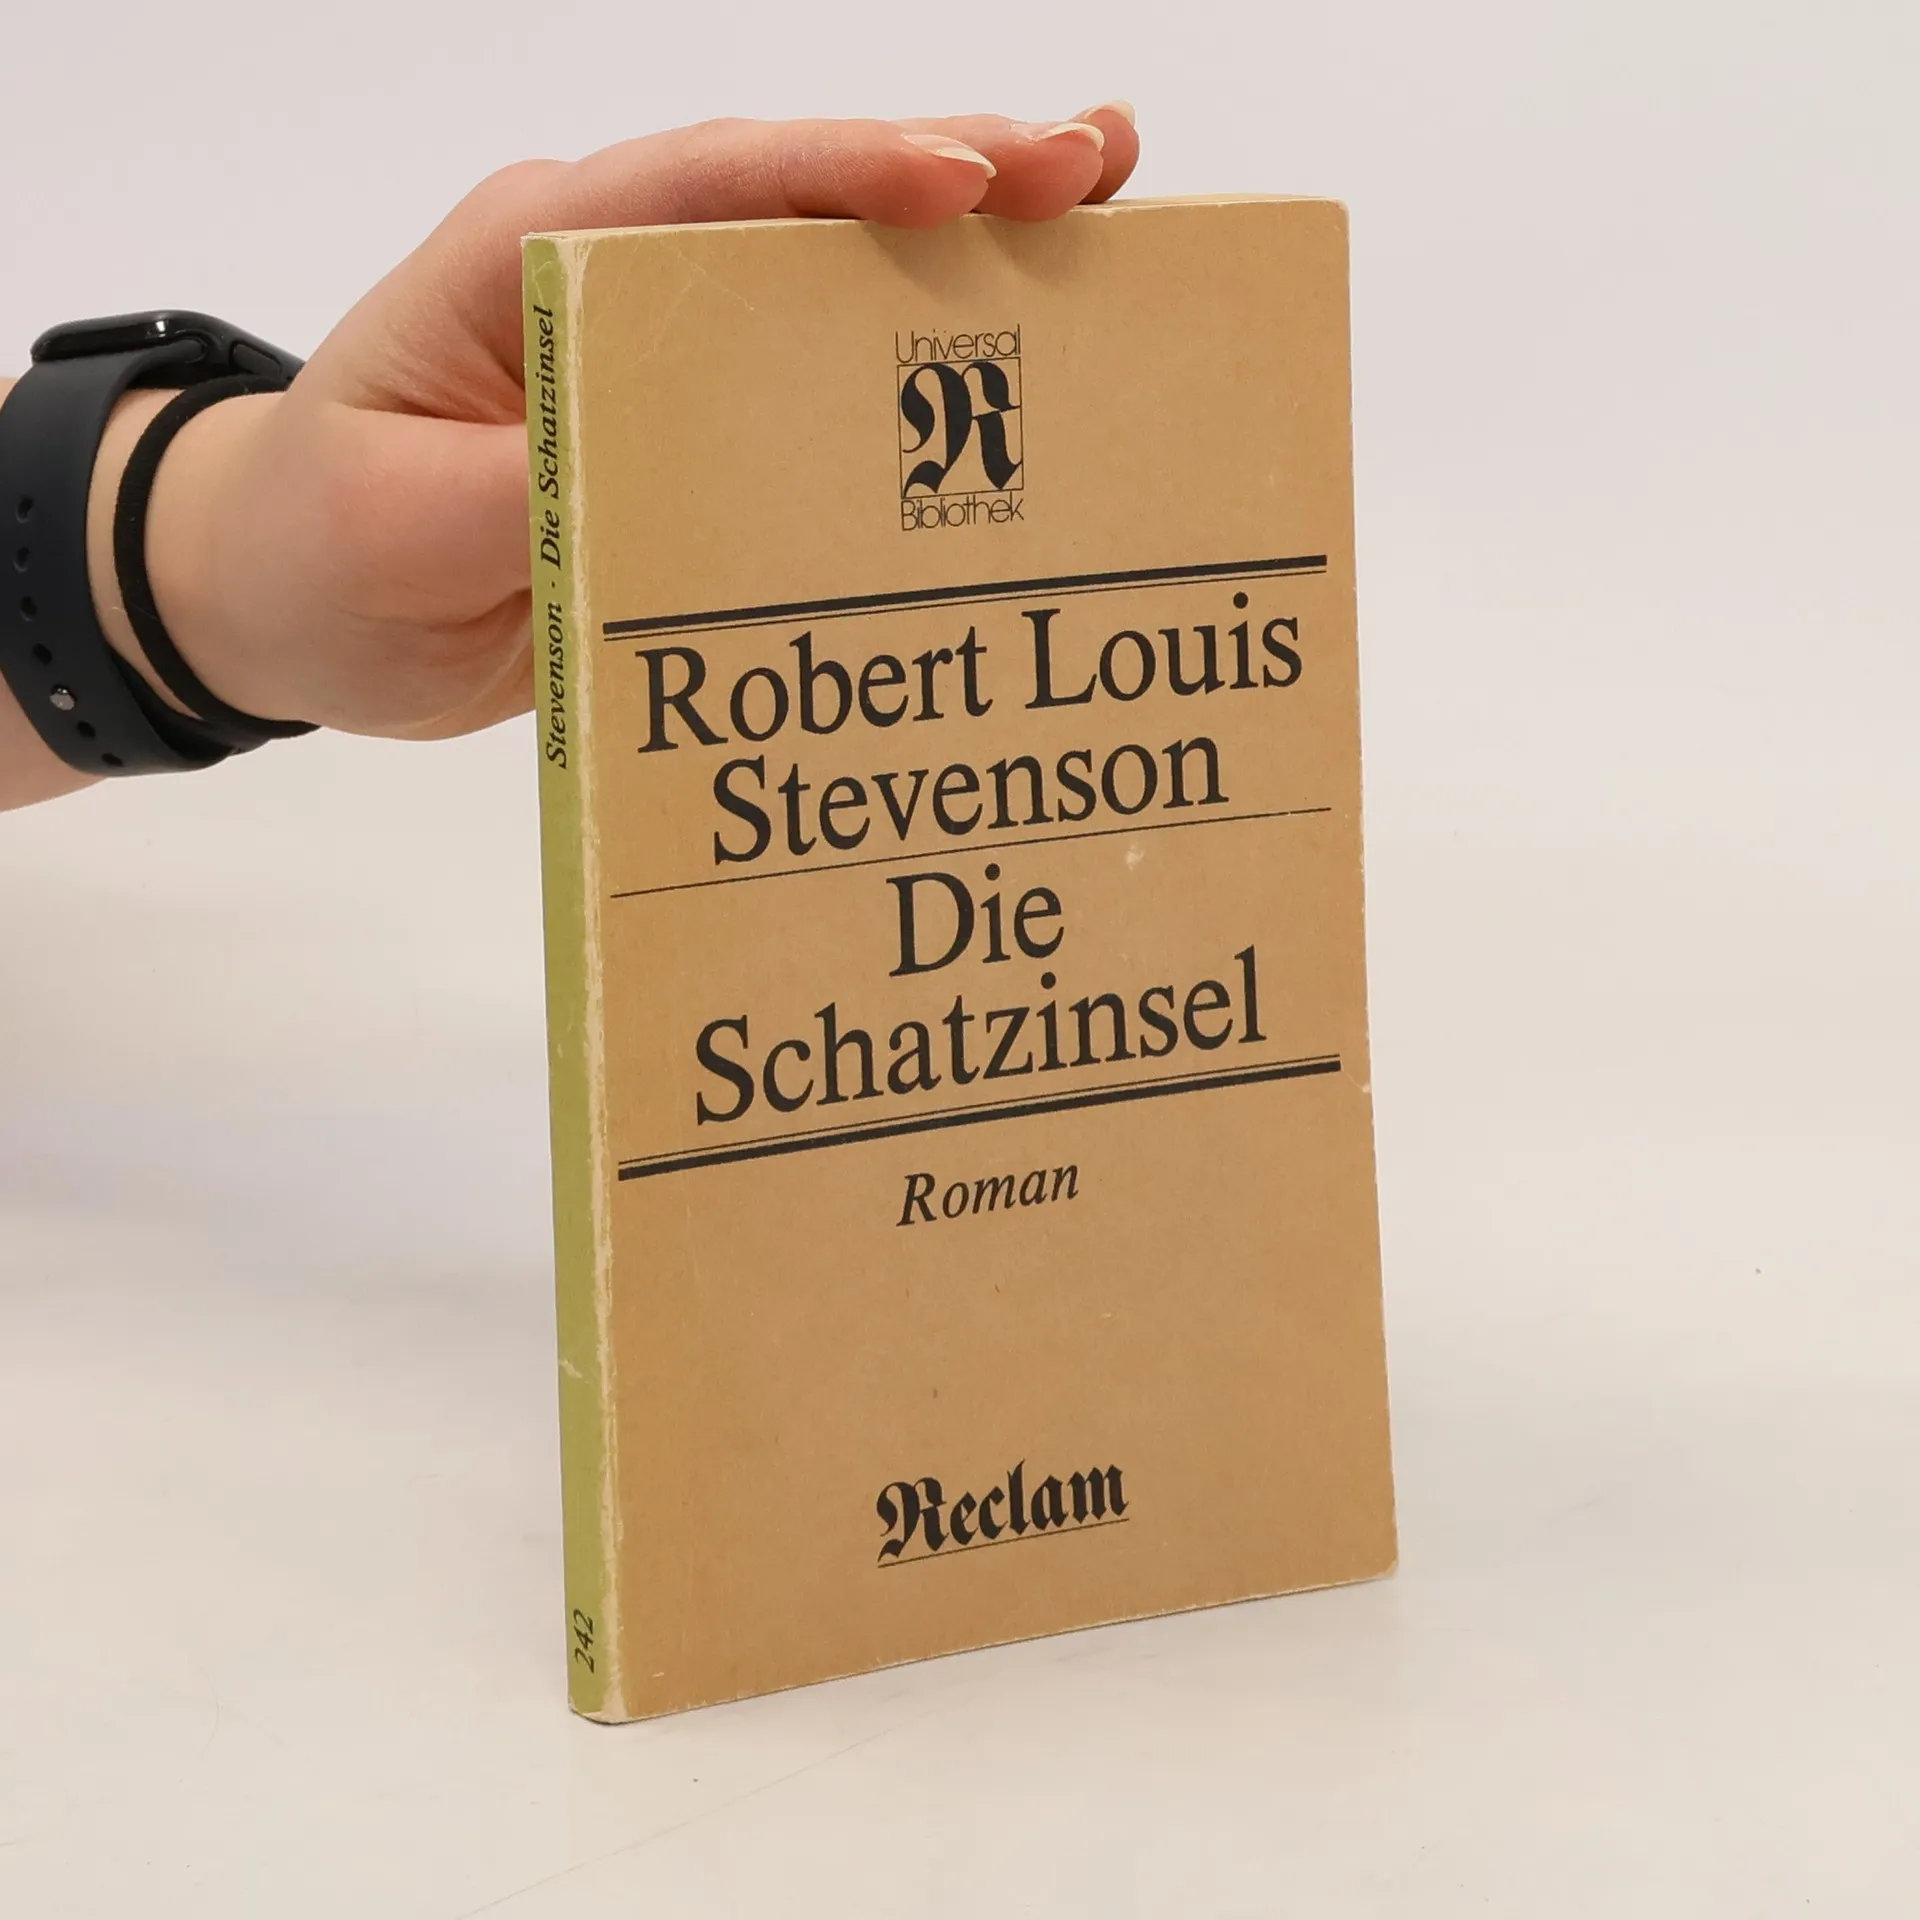 Universal
R
Bibliothek
Robert Louis
Stevenson
Die
Schatzinsel
Roman
Reclam
Stevenson · Die Schatzinsel
242